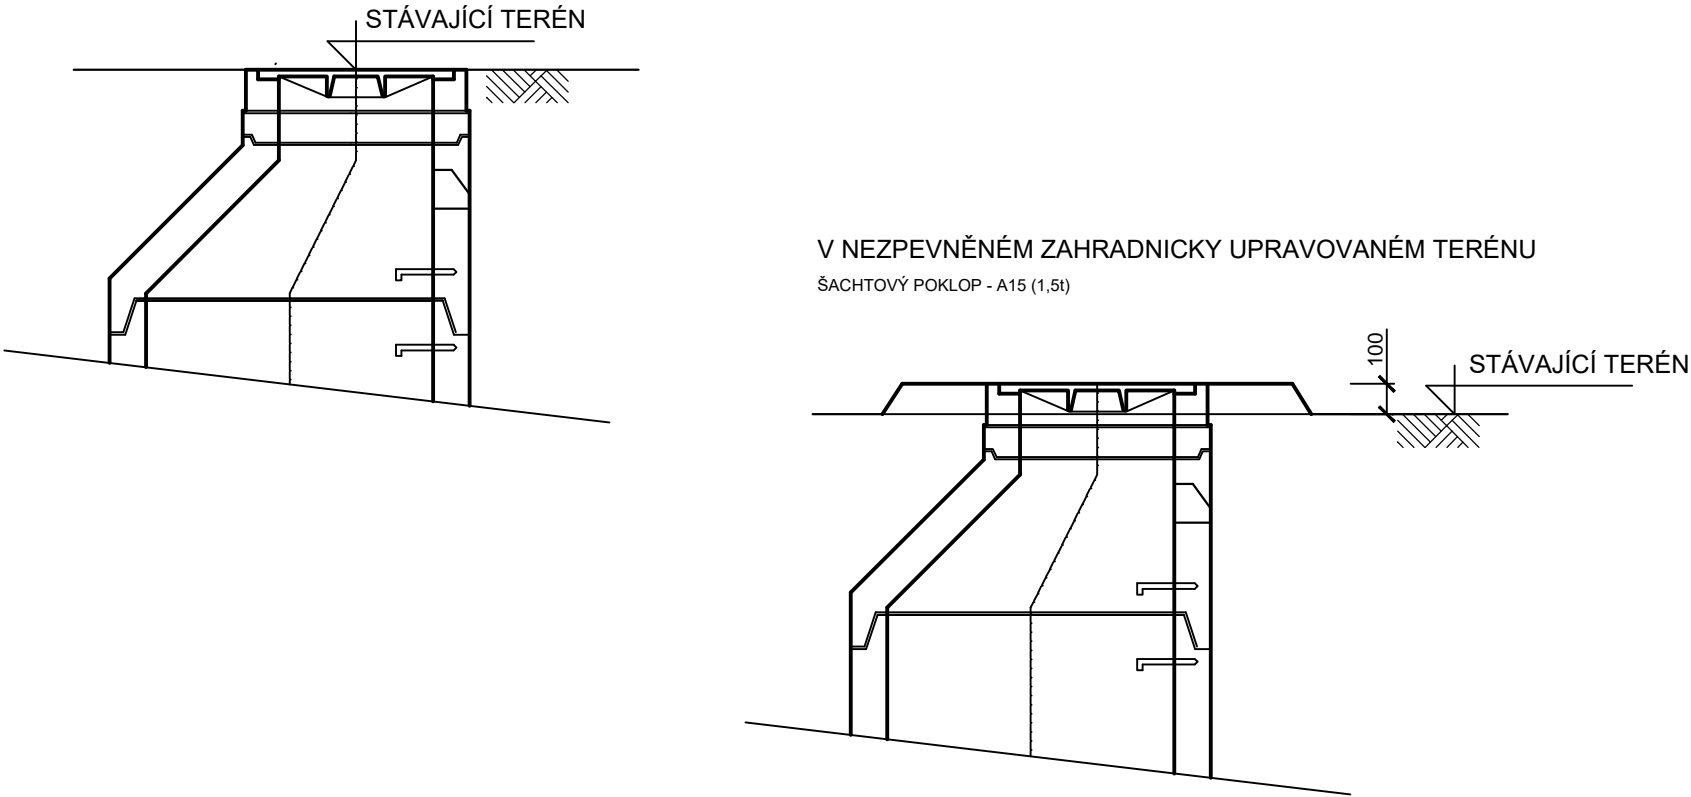 STÁVAJÍCÍ TERÉN
V NEZPEVNĚNÉM ZAHRADNICKY UPRAVOVANÉM TERÉNU
ŠACHTOVÝ POKLOP - A15 (1,5t)
100
STÁVAJÍCÍ TERÉN